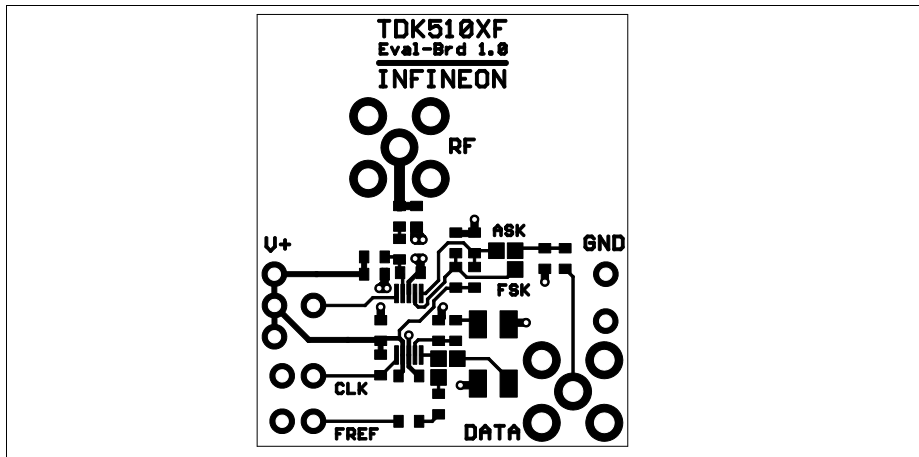 TDK510XF
Eval-Brd 1.0
INFINEON
RF
V+
ASK
GND
FSK
CLK
FREF
DATA